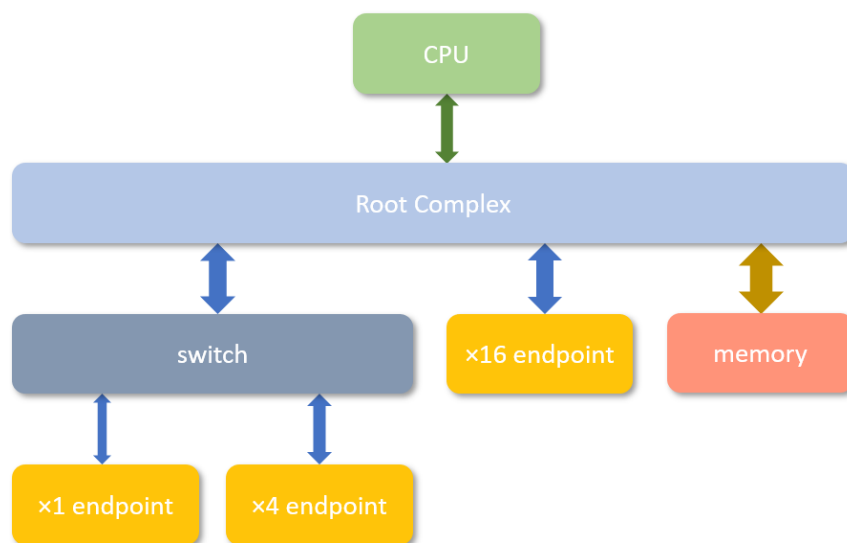 CPU
Root Complex
switch
×16 endpoint
memory
×1 endpoint
×4 endpoint